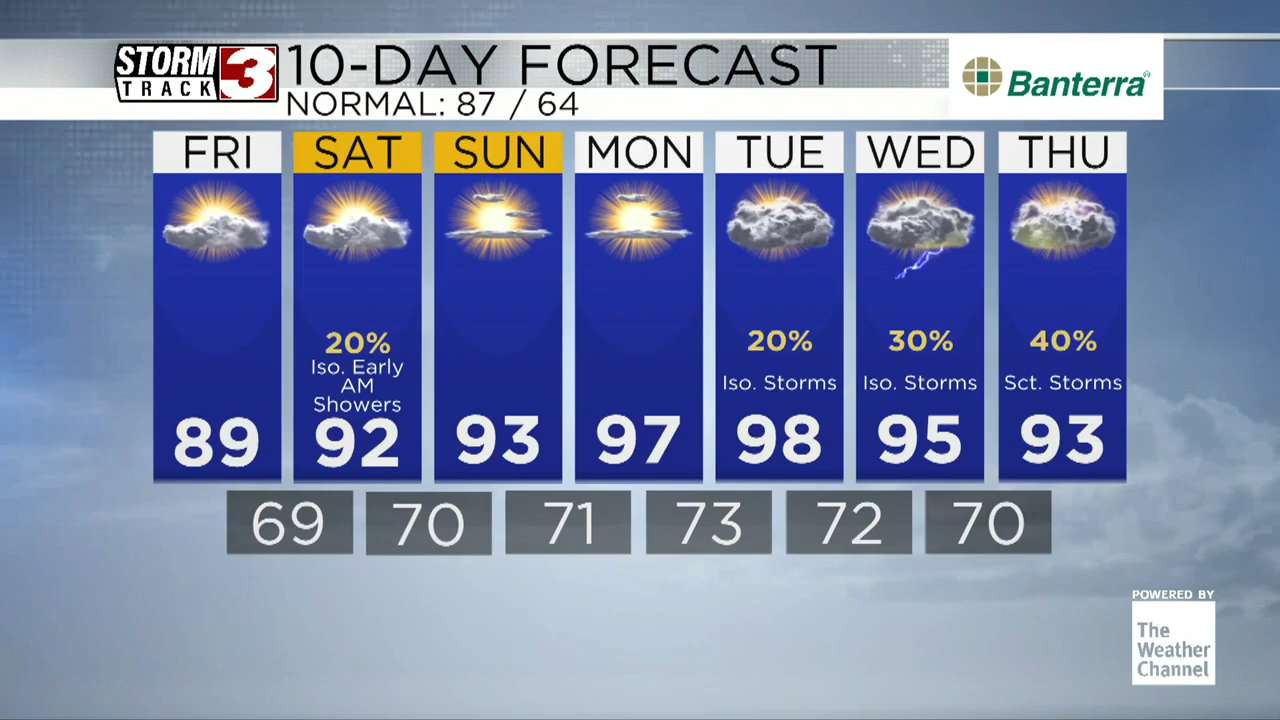 STORM
TRACK 3
10-DAY FORECAST
NORMAL: 87 / 64
Banterra
FRI SAT SUN MON TUE WED THU
20% 20% 30% 40%
Iso. Early
AM
Showers
Iso. Storms Iso. Storms Sct. Storms
89 92 93 97 98 95 93
69 70 71 73 72 70
POWERED BY
The
Weather
Channel